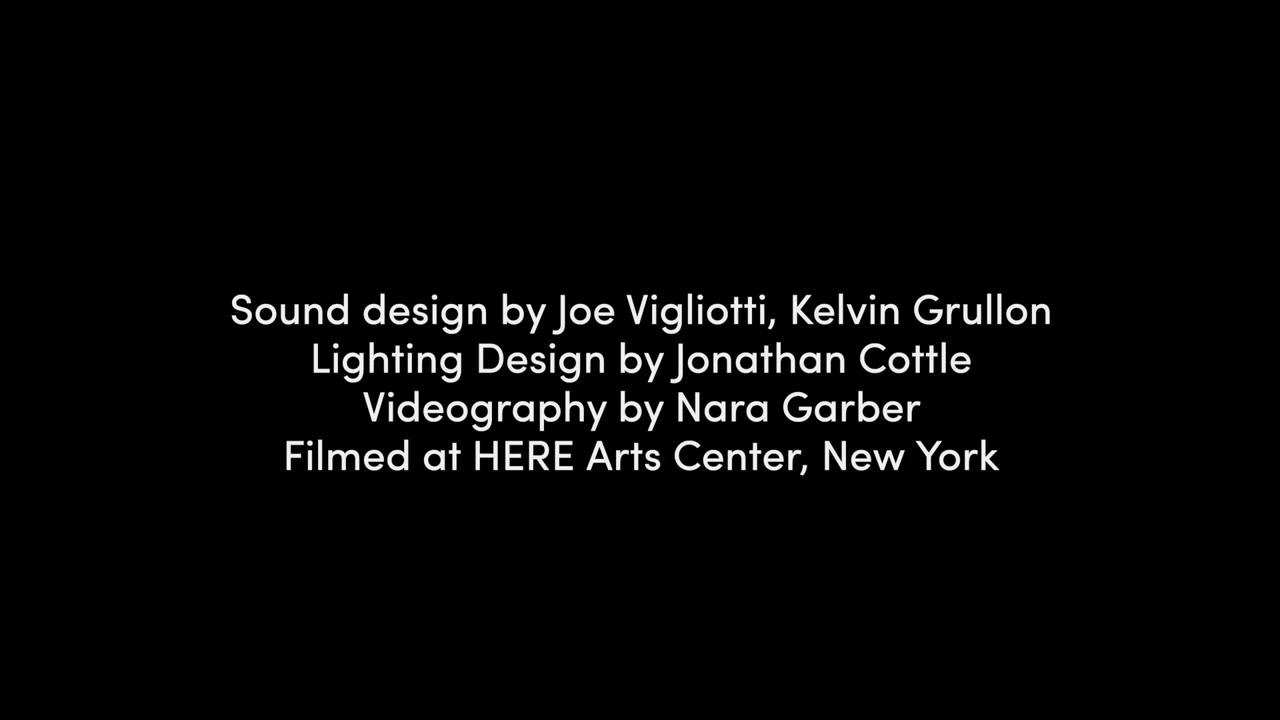 Sound design by Joe Vigliotti, Kelvin Grullon
Lighting Design by Jonathan Cottle
Videography by Nara Garber
Filmed at HERE Arts Center, New York